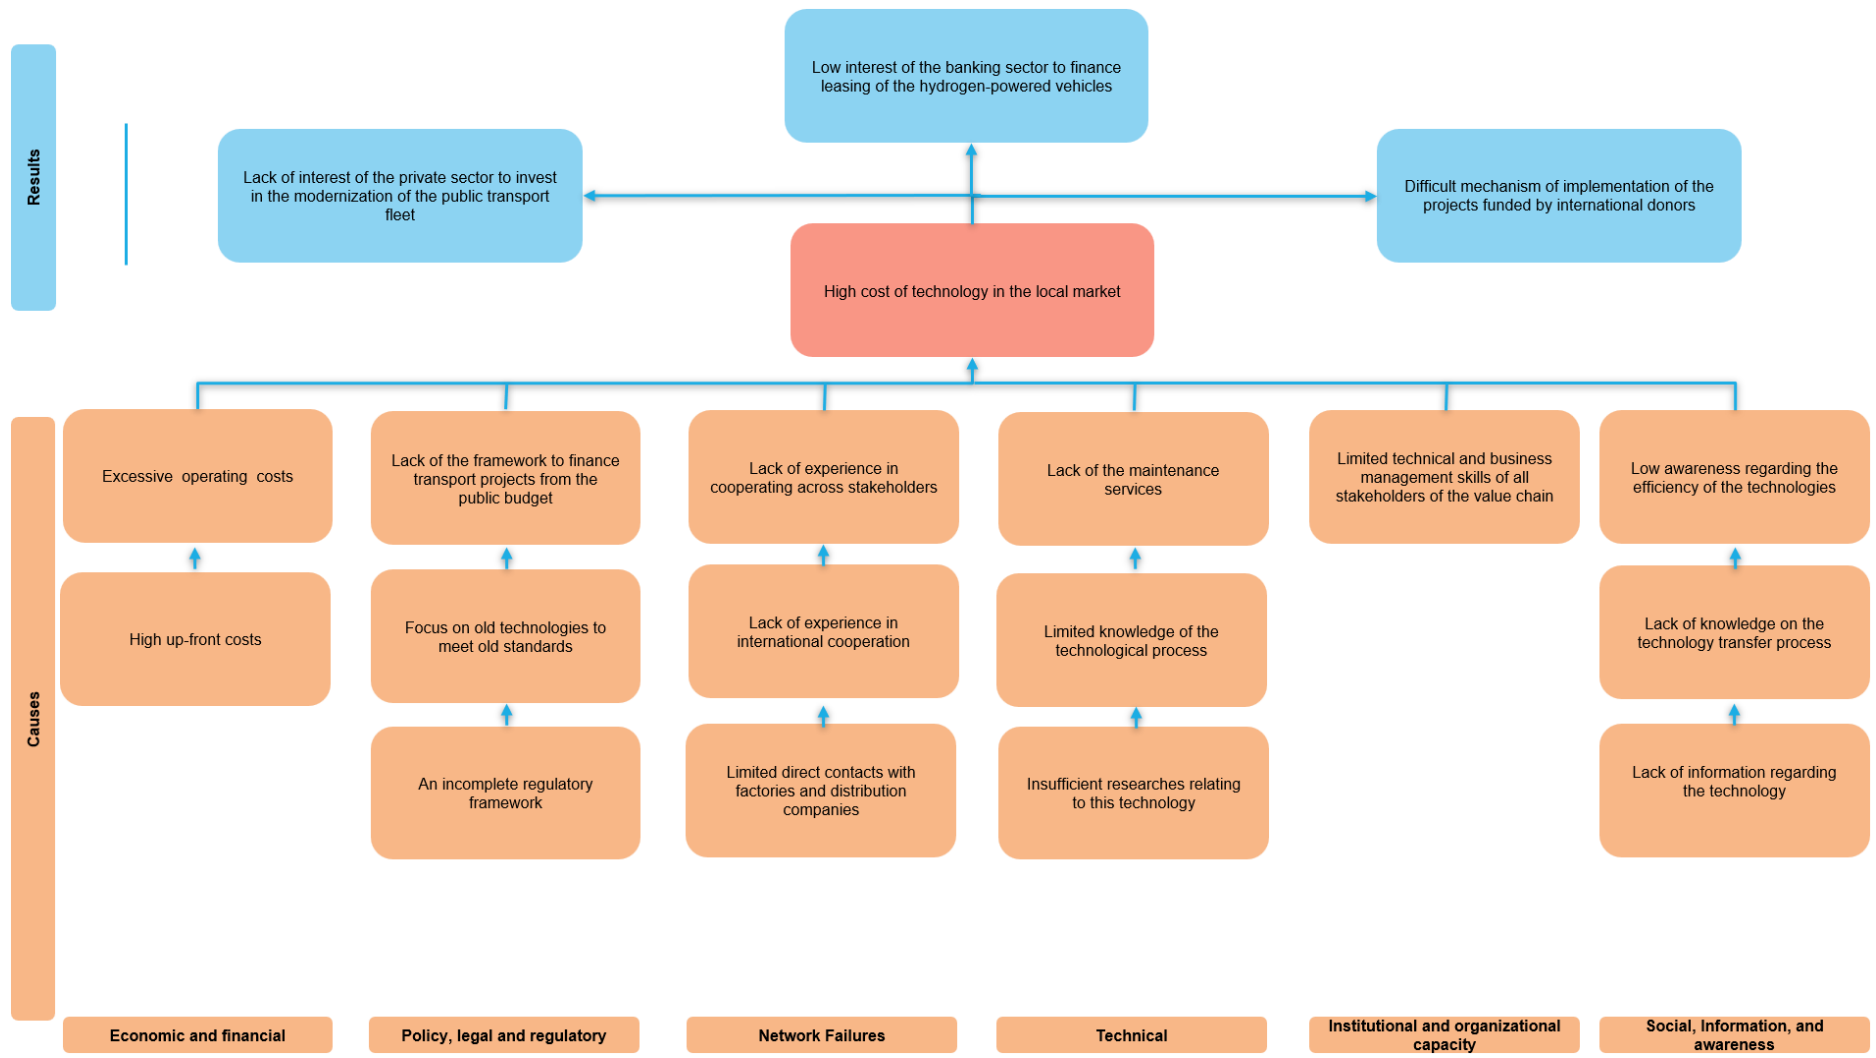 Results
Low interest of the banking sector to finance
leasing of the hydrogen-powered vehicles
Lack of interest of the private sector to invest
in the modernization of the public transport
fleet
Difficult mechanism of implementation of the
projects funded by international donors
High cost of technology in the local market
Causes
Excessive operating costs
Lack of the framework to finance
transport projects from the
public budget
Lack of experience in
cooperating across stakeholders
Lack of the maintenance
services
Limited technical and business
management skills of all
stakeholders of the value chain
Low awareness regarding the
efficiency of the technologies
High up-front costs
Focus on old technologies to
meet old standards
Lack of experience in
international cooperation
Limited knowledge of the
technological process
Lack of knowledge on the
technology transfer process
An incomplete regulatory
framework
Limited direct contacts with
factories and distribution
companies
Insufficient researches relating
to this technology
Lack of information regarding
the technology
Economic and financial
Policy, legal and regulatory
Network Failures
Technical
Institutional and organizational
capacity
Social, Information, and
awareness